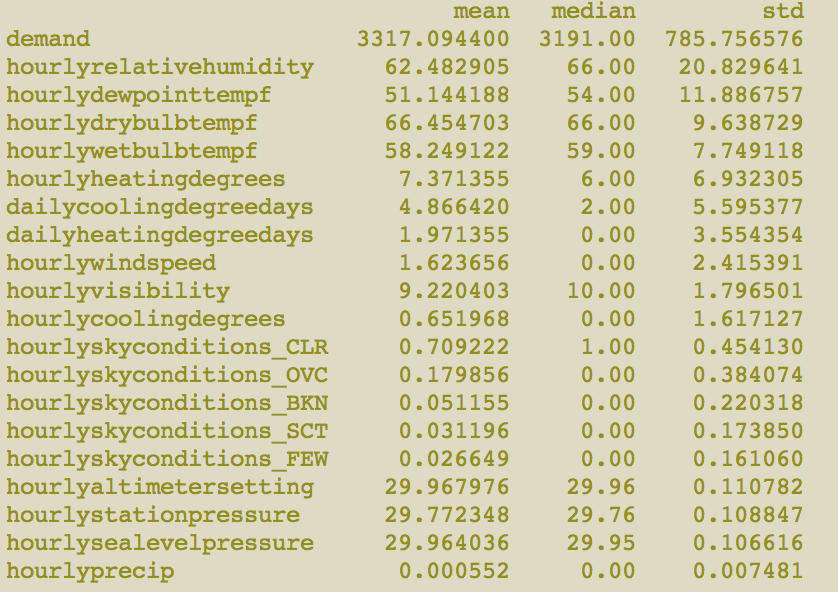 mean median std
demand 3317.094400 3191.00 785.756576
hourlyrelativehumidity 62.482905 66.00 20.829641
hourlydewpointtempf 51.144188 54.00 11.886757
hourlydrybulbtempf 66.454703 66.00 9.638729
hourlywetbulbtempf 58.249122 59.00 7.749118
hourlyheatingdegrees 7.371355 6.00 6.932305
dailycoolingdegreedays 4.866420 2.00 5.595377
dailyheatingdegreedays 1.971355 0.00 3.554354
hourlywindspeed 1.623656 0.00 2.415391
hourlyvisibility 9.220403 10.00 1.796501
hourlycoolingdegrees 0.651968 0.00 1.617127
hourlyskyconditions_CLR 0.709222 1.00 0.454130
hourlyskyconditions_OVC 0.179856 0.00 0.384074
hourlyskyconditions_BKN 0.051155 0.00 0.220318
hourlyskyconditions_SCT 0.031196 0.00 0.173850
hourlyskyconditions_FEW 0.026649 0.00 0.161060
hourlyaltimetersetting 29.967976 29.96 0.110782
hourlystationpressure 29.772348 29.76 0.108847
hourlysealevelpressure 29.964036 29.95 0.106616
hourlyprecip 0.000552 0.00 0.007481